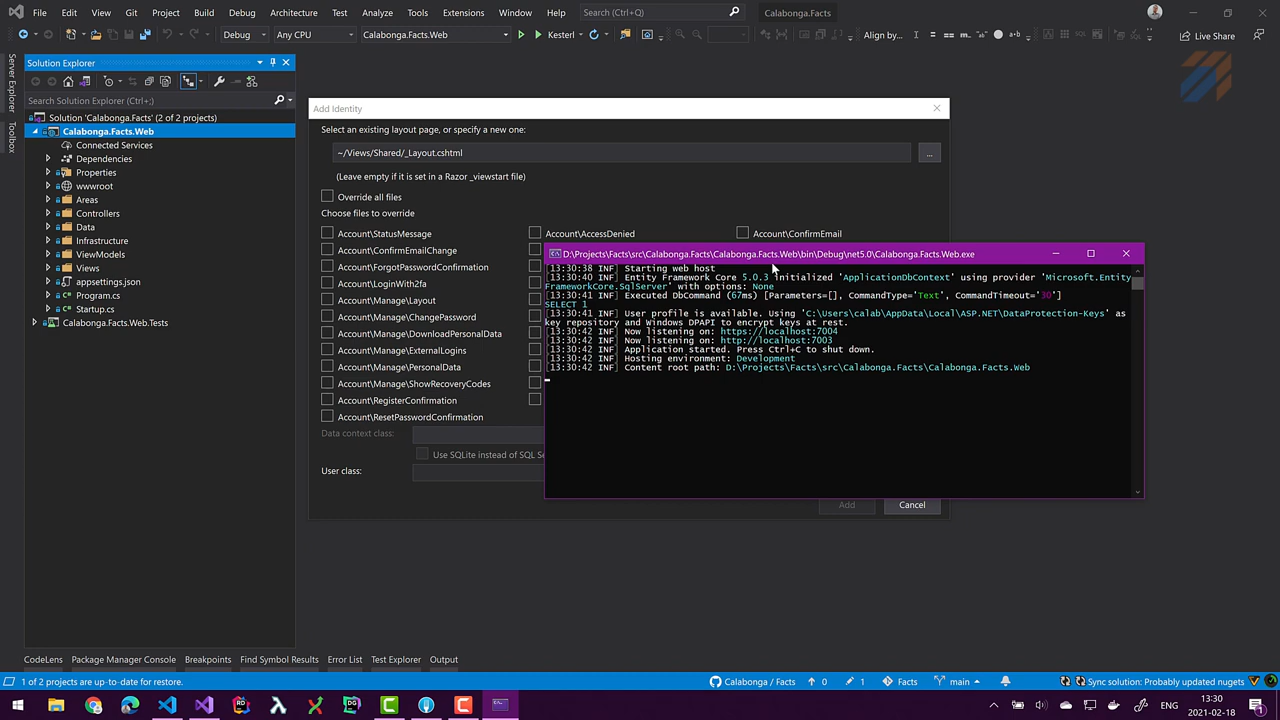 File Edit View Git Project Build Debug Architecture Test Analyze Tools Extensions Window Help Search (Ctrl+Q) Calabonga.Facts
Debug Any CPU Calabonga.Facts.Web Kestrel Align by... Live Share
Server Explorer
Toolbox
Solution Explorer
Search Solution Explorer (Ctrl+;)
Solution 'Calabonga.Facts' (2 of 2 projects)
Calabonga.Facts.Web
Connected Services
Dependencies
Properties
wwwroot
Areas
Controllers
Data
Infrastructure
ViewModels
Views
appsettings.json
Program.cs
Startup.cs
Calabonga.Facts.Web.Tests
Add Identity
Select an existing layout page, or specify a new one:
~/Views/Shared/_Layout.cshtml
...
(Leave empty if it is set in a Razor _viewstart file)
Override all files
Choose files to override
Account\StatusMessage Account\AccessDenied Account\ConfirmEmail
Account\ConfirmEmailChange
Account\ForgotPasswordConfirmation
Account\LoginWith2fa
Account\Manage\Layout
Account\Manage\ChangePassword
Account\Manage\DownloadPersonalData
Account\Manage\ExternalLogins
Account\Manage\PersonalData
Account\Manage\ShowRecoveryCodes
Account\RegisterConfirmation
Account\ResetPasswordConfirmation
Data context class:
Use SQLite instead of SQL Se
User class:
Add Cancel
D:\Projects\Facts\src\Calabonga.Facts\Calabonga.Facts.Web\bin\Debug\net5.0\Calabonga.Facts.Web.exe
[13:30:38 INF] Starting web host
[13:30:40 INF] Entity Framework Core 5.0.3 initialized 'ApplicationDbContext' using provider 'Microsoft.Entity
FrameworkCore.SqlServer' with options: None
[13:30:41 INF] Executed DbCommand (67ms) [Parameters=[], CommandType='Text', CommandTimeout='30']
SELECT 1
[13:30:41 INF] User profile is available. Using 'C:\Users\calab\AppData\Local\ASP.NET\DataProtection-Keys' as
key repository and Windows DPAPI to encrypt keys at rest.
[13:30:42 INF] Now listening on: https://localhost:7004
[13:30:42 INF] Now listening on: http://localhost:7003
[13:30:42 INF] Application started. Press Ctrl+C to shut down.
[13:30:42 INF] Hosting environment: Development
[13:30:42 INF] Content root path: D:\Projects\Facts\src\Calabonga.Facts\Calabonga.Facts.Web
CodeLens Package Manager Console Breakpoints Find Symbol Results Error List Test Explorer Output
1 of 2 projects are up-to-date for restore. Calabonga / Facts 0 1 Facts main Sync solution: Probably updated nugets
ENG 13:30
2021-02-18